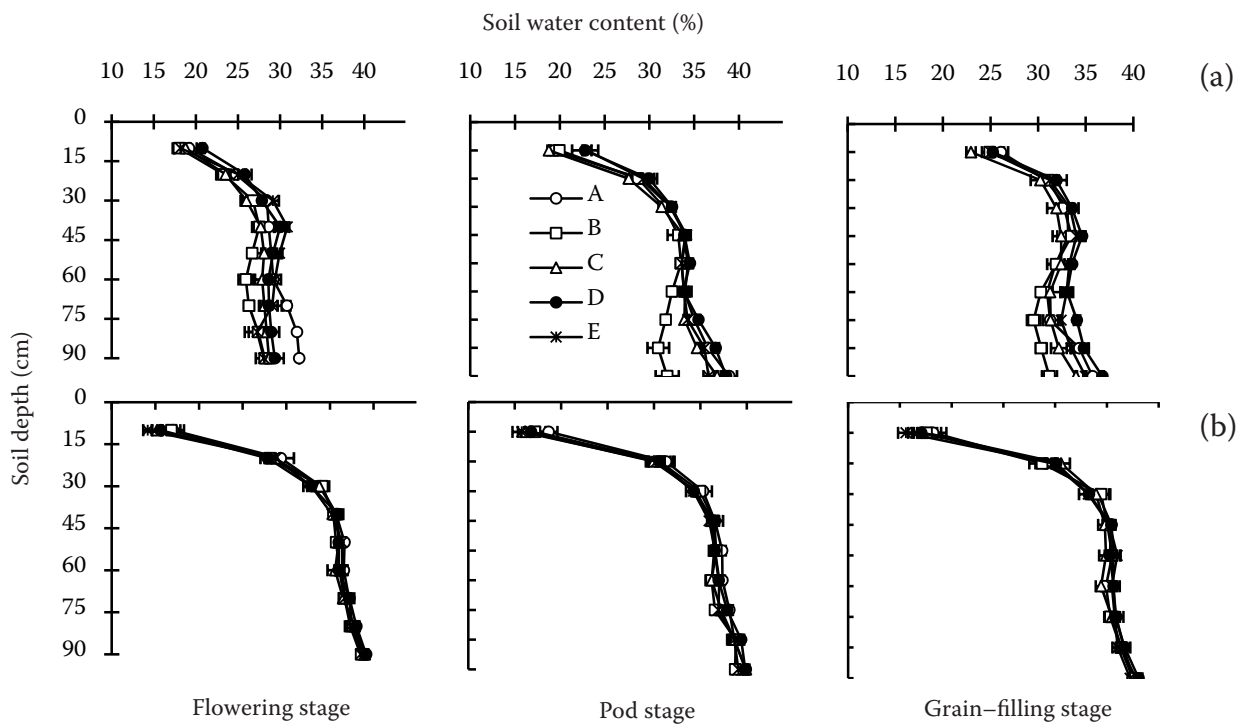 Soil water content (%)
10 15 20 25 30 35 40
10 15 20 25 30 35 40
10 20 25 30 35 40
(a)
0
15
30
45
60
75
90
A
B
C
D
E
Soil depth (cm)
0
15
30
45
60
75
90
(b)
Flowering stage
Pod stage
Grain–filling stage